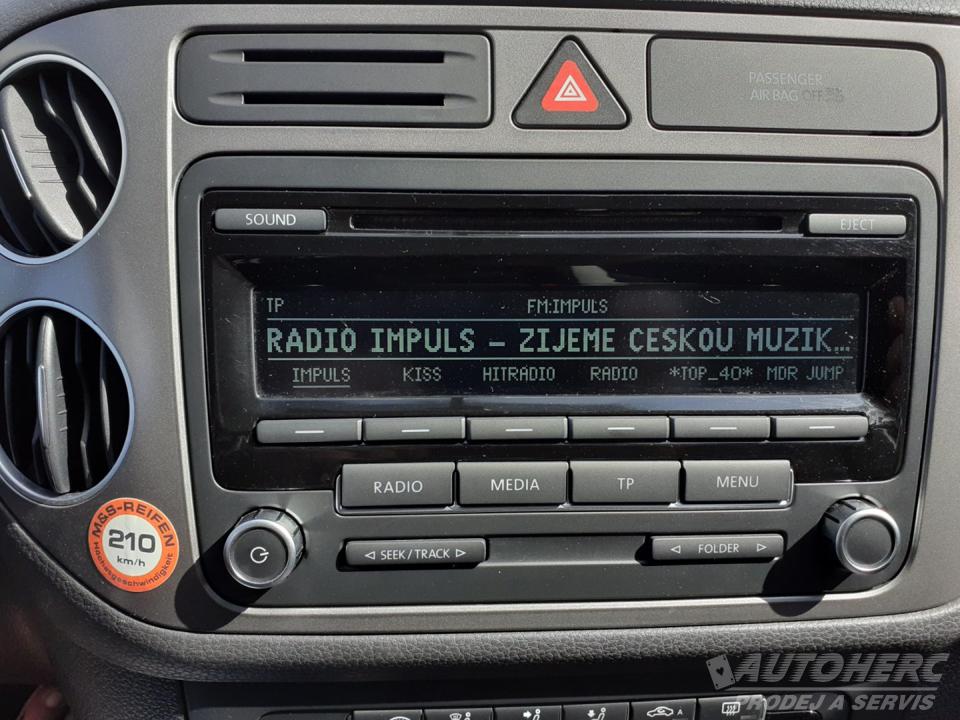 PASSENGER
AIR BAG OFF
SOUND
EJECT
TP FM:IMPULS
RADIO IMPULS – ZIJEME CESKOU MUZIK...
IMPULS KISS HITRADIO RADIO *TOP_40* MDR JUMP
RADIO MEDIA TP MENU
SEEK / TRACK FOLDER
M&S-REIFEN
210
km/h
Höchstgeschwindigkeit
A
AUTOHERC
PRODEJ A SERVIS